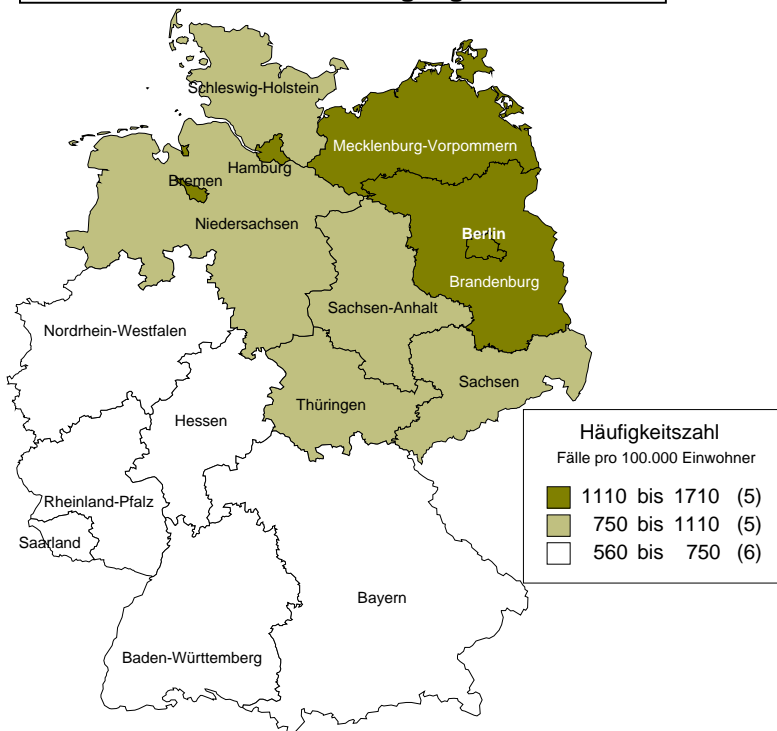 Schleswig-Holstein
Mecklenburg-Vorpommern
Hamburg
Bremen
Niedersachsen
Berlin
Brandenburg
Sachsen-Anhalt
Nordrhein-Westfalen
Sachsen
Thüringen
Hessen
Rheinland-Pfalz
Saarland
Bayern
Baden-Württemberg
Häufigkeitszahl
Fälle pro 100.000 Einwohner
1110 bis 1710 (5)
750 bis 1110 (5)
560 bis 750 (6)